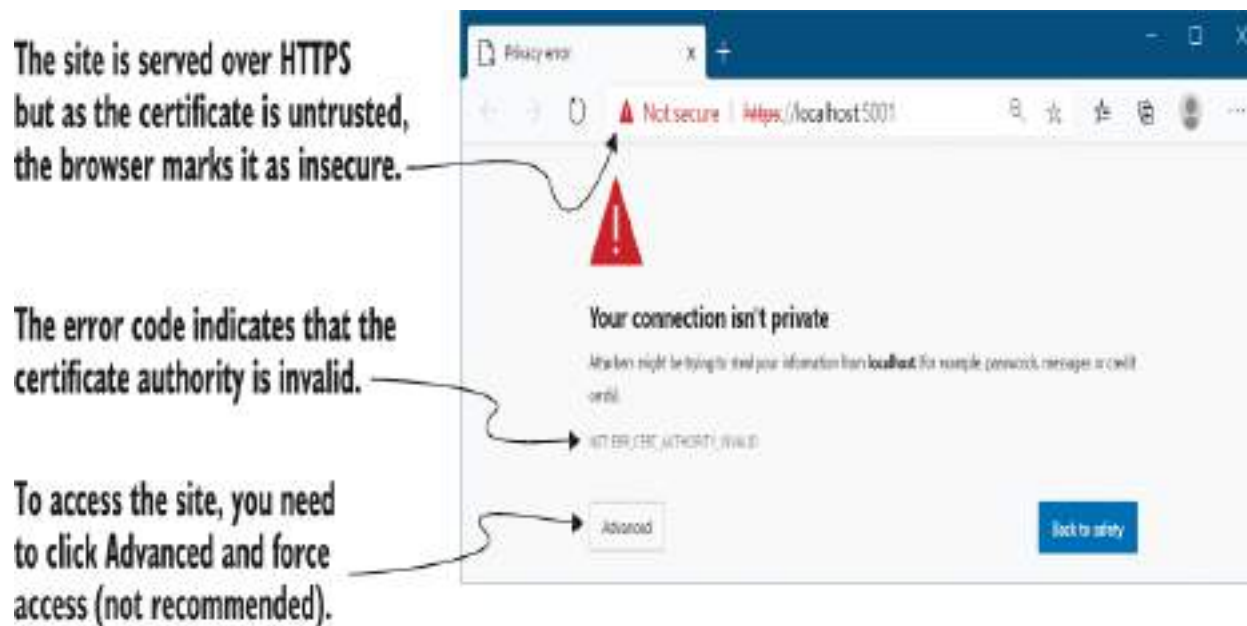 Privacy error
Not secure https://localhost:5001
The site is served over HTTPS
but as the certificate is untrusted,
the browser marks it as insecure.
Your connection isn't private
Attackers might be trying to steal your information from localhost (for example, passwords, messages, or credit
cards).
The error code indicates that the
certificate authority is invalid.
NET::ERR_CERT_AUTHORITY_INVALID
To access the site, you need
to click Advanced and force
access (not recommended).
Advanced
Back to safety